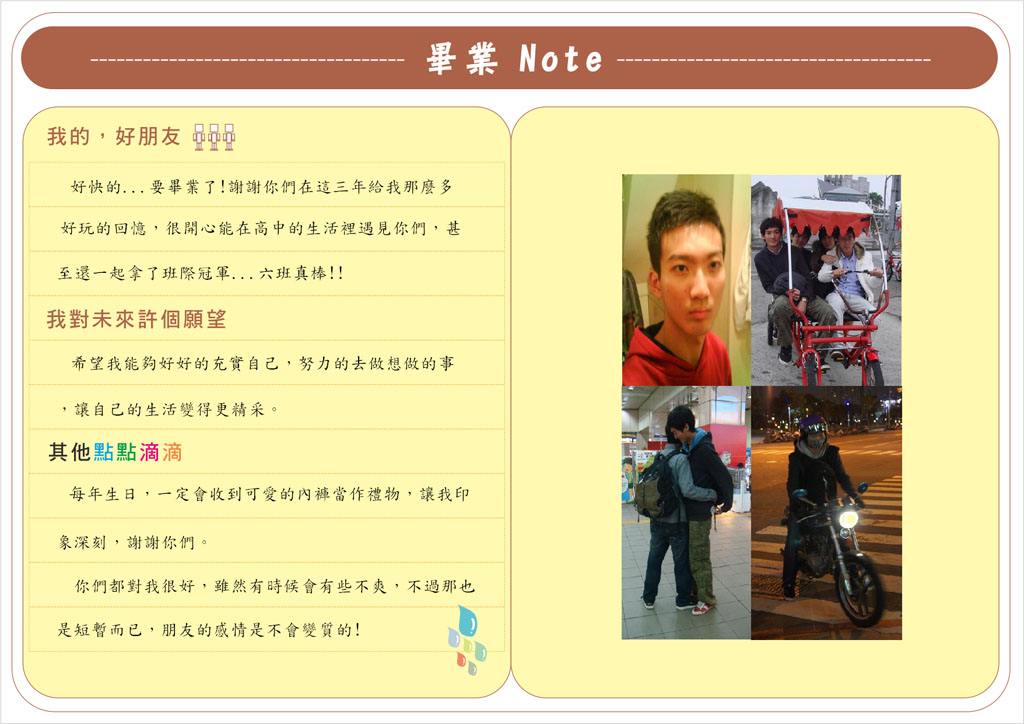 畢業 Note
我的，好朋友
好快的...要畢業了!謝謝你們在這三年給我那麼多
好玩的回憶，很開心能在高中的生活裡遇見你們，甚
至還一起拿了班際冠軍...六班真棒!!
我對未來許個願望
希望我能夠好好的充實自己，努力的去做想做的事
，讓自己的生活變得更精采。
其他點點滴滴
每年生日，一定會收到可愛的內褲當作禮物，讓我印
象深刻，謝謝你們。
你們都對我很好，雖然有時候會有些不爽，不過那也
是短暫而已，朋友的感情是不會變質的!